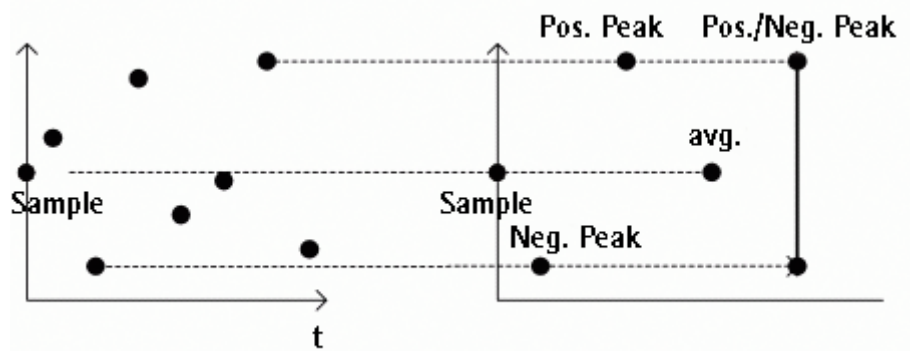 Pos. Peak
Pos./Neg. Peak
avg.
Sample
Sample
Neg. Peak
t